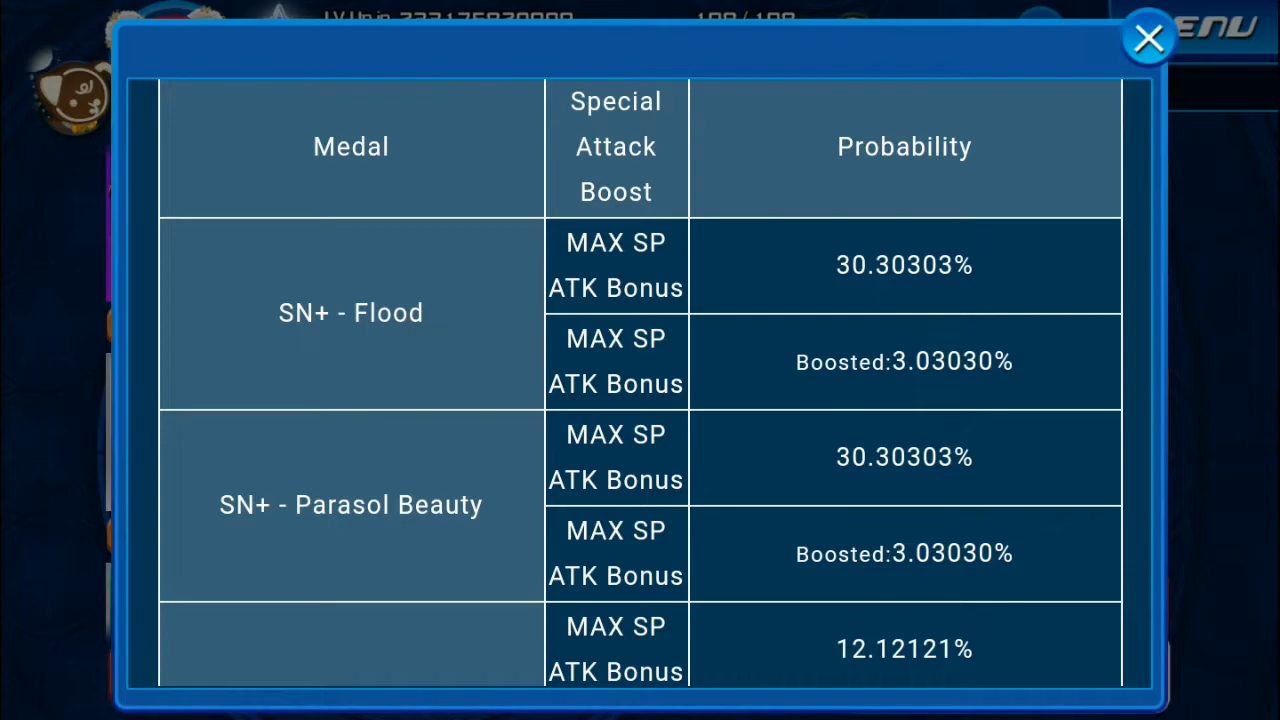 MENU
Medal
Special
Attack
Boost
Probability
SN+ - Flood
MAX SP
ATK Bonus
30.30303%
MAX SP
ATK Bonus
Boosted:3.03030%
SN+ - Parasol Beauty
MAX SP
ATK Bonus
30.30303%
MAX SP
ATK Bonus
Boosted:3.03030%
MAX SP
ATK Bonus
12.12121%